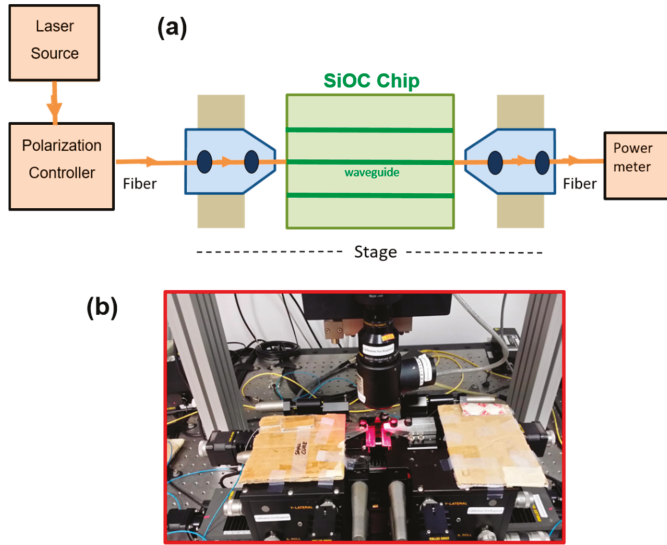 (a)
Laser
Source
Polarization
Controller
Fiber
SiOC Chip
waveguide
Fiber
Power
meter
Stage
(b)